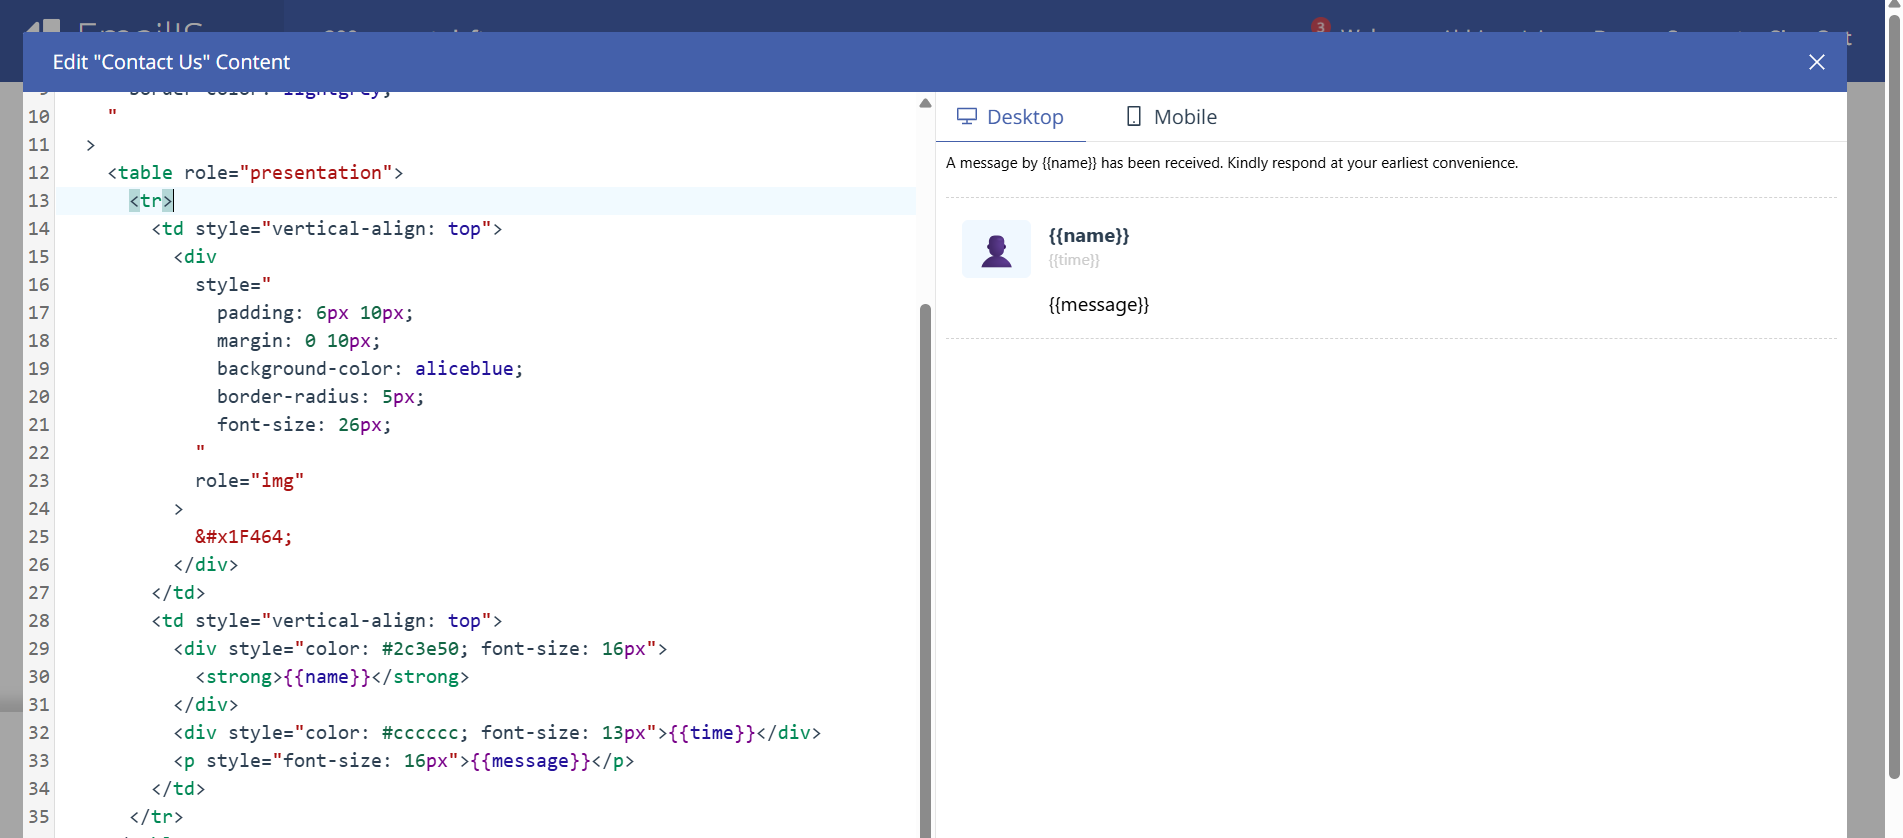 3
Edit "Contact Us" Content
9 border-color: lightgrey;
10 "
11 >
12 <table role="presentation">
13 <tr>
14 <td style="vertical-align: top">
15 <div
16 style="
17 padding: 6px 10px;
18 margin: 0 10px;
19 background-color: aliceblue;
20 border-radius: 5px;
21 font-size: 26px;
22 "
23 role="img"
24 >
25 &#x1F464;
26 </div>
27 </td>
28 <td style="vertical-align: top">
29 <div style="color: #2c3e50; font-size: 16px">
30 <strong>{{name}}</strong>
31 </div>
32 <div style="color: #cccccc; font-size: 13px">{{time}}</div>
33 <p style="font-size: 16px">{{message}}</p>
34 </td>
35 </tr>
Desktop
Mobile
A message by {{name}} has been received. Kindly respond at your earliest convenience.
{{name}}
{{time}}
{{message}}